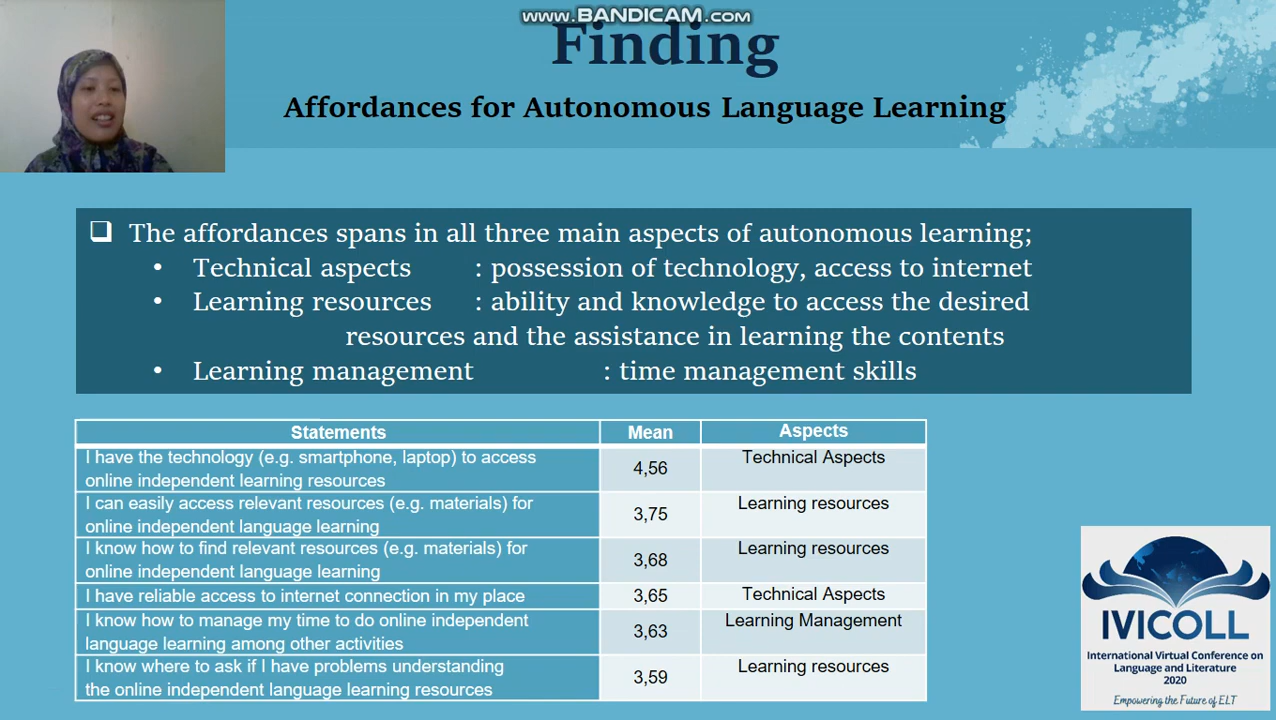 www.BANDICAM.com
Finding
Affordances for Autonomous Language Learning
The affordances spans in all three main aspects of autonomous learning;
• Technical aspects : possession of technology, access to internet
• Learning resources : ability and knowledge to access the desired
resources and the assistance in learning the contents
• Learning management : time management skills
Statements Mean Aspects
I have the technology (e.g. smartphone, laptop) to access
online independent learning resources
4,56 Technical Aspects
I can easily access relevant resources (e.g. materials) for
online independent language learning
3,75 Learning resources
I know how to find relevant resources (e.g. materials) for
online independent language learning
3,68 Learning resources
I have reliable access to internet connection in my place 3,65 Technical Aspects
I know how to manage my time to do online independent
language learning among other activities
3,63 Learning Management
I know where to ask if I have problems understanding
the online independent language learning resources
3,59 Learning resources
IVICOLL
International Virtual Conference on
Language and Literature
2020
Empowering the Future of ELT